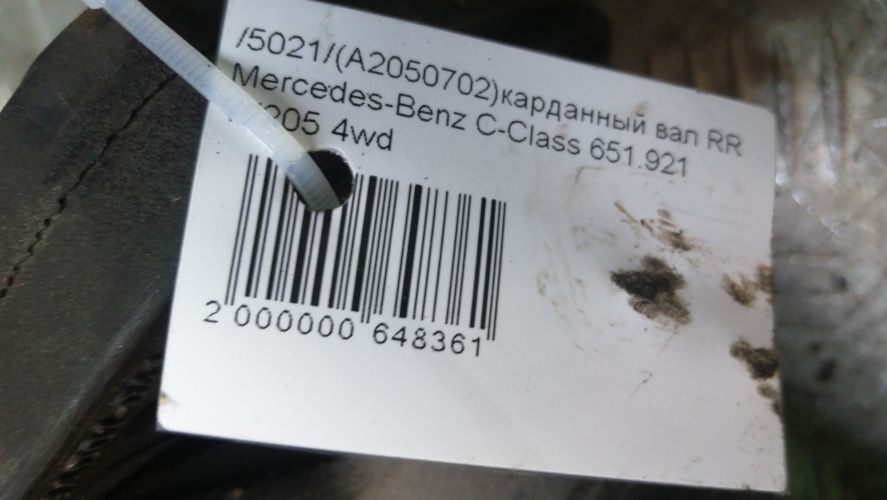 /5021/(A2050702)карданный вал RR
Mercedes-Benz C-Class 651.921
205 4wd
2 000000 648361